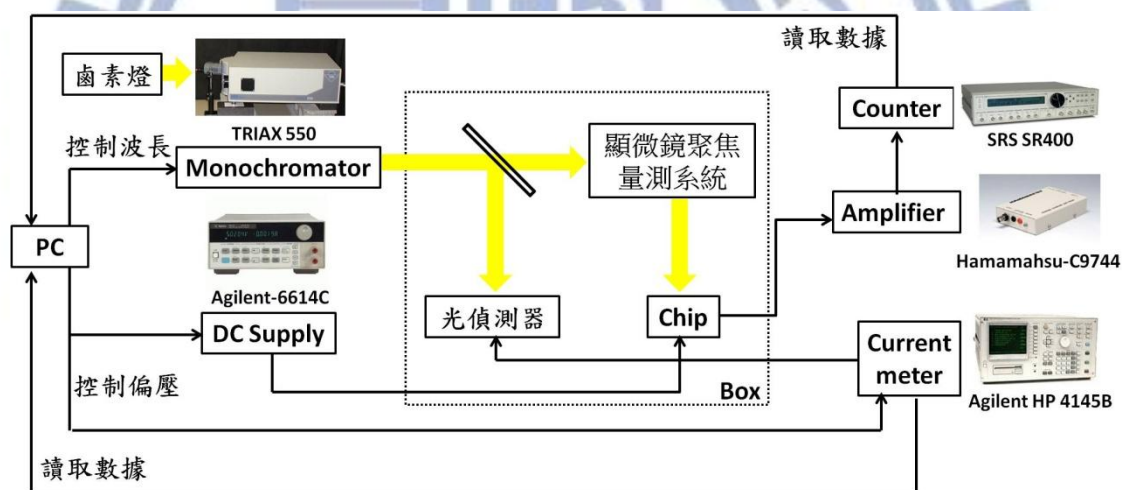 讀取數據
鹵素燈
TRIAX 550
控制波長
Monochromator
顯微鏡聚焦
量測系統
Counter
SRS SR400
Amplifier
Hamamahsu-C9744
PC
Agilent-6614C
DC Supply
光偵測器
Chip
Current
meter
Agilent HP 4145B
控制偏壓
Box
讀取數據